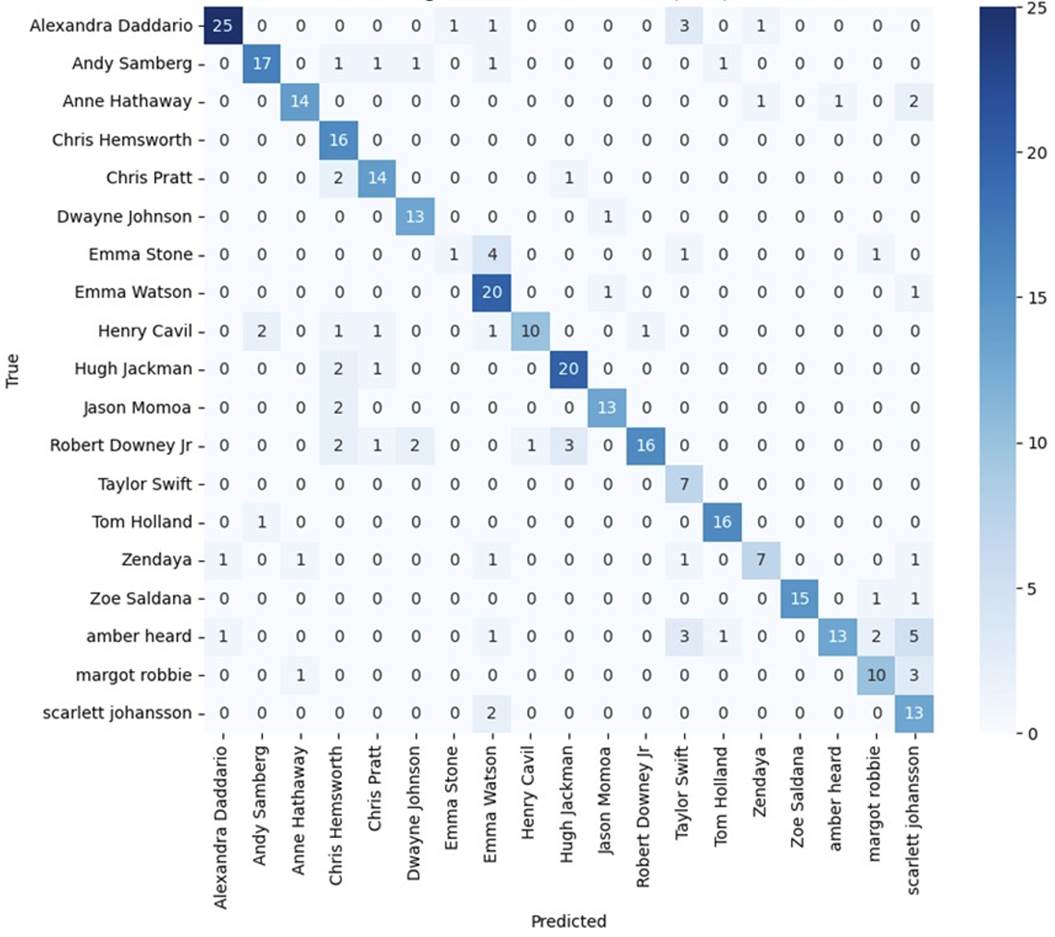 Alexandra Daddario 25 0 0 0 0 0 1 1 0 0 0 0 3 0 1 0 0 0 0
Andy Samberg 0 17 0 1 1 1 0 1 0 0 0 0 0 1 0 0 0 0 0
Anne Hathaway 0 0 14 0 0 0 0 0 0 0 0 0 0 0 1 0 1 0 2
Chris Hemsworth 0 0 0 16 0 0 0 0 0 0 0 0 0 0 0 0 0 0 0
Chris Pratt 0 0 0 2 14 0 0 0 0 1 0 0 0 0 0 0 0 0 0
Dwayne Johnson 0 0 0 0 0 13 0 0 0 0 1 0 0 0 0 0 0 0 0
Emma Stone 0 0 0 0 0 0 1 4 0 0 0 0 1 0 0 0 0 1 0
Emma Watson 0 0 0 0 0 0 0 20 0 0 1 0 0 0 0 0 0 0 1
Henry Cavil 0 2 0 1 1 0 0 1 10 0 0 1 0 0 0 0 0 0 0
Hugh Jackman 0 0 0 2 1 0 0 0 0 20 0 0 0 0 0 0 0 0 0
Jason Momoa 0 0 0 2 0 0 0 0 0 0 13 0 0 0 0 0 0 0 0
Robert Downey Jr 0 0 0 2 1 2 0 0 1 3 0 16 0 0 0 0 0 0 0
Taylor Swift 0 0 0 0 0 0 0 0 0 0 0 0 7 0 0 0 0 0 0
Tom Holland 0 1 0 0 0 0 0 0 0 0 0 0 0 16 0 0 0 0 0
Zendaya 1 0 1 0 0 0 0 1 0 0 0 0 1 0 7 0 0 0 1
Zoe Saldana 0 0 0 0 0 0 0 0 0 0 0 0 0 0 0 15 0 1 1
amber heard 1 0 0 0 0 0 0 1 0 0 0 0 3 1 0 0 13 2 5
margot robbie 0 0 1 0 0 0 0 0 0 0 0 0 0 0 0 0 0 10 3
scarlett johansson 0 0 0 0 0 0 0 2 0 0 0 0 0 0 0 0 0 0 13
True
Alexandra Daddario
Andy Samberg
Anne Hathaway
Chris Hemsworth
Chris Pratt
Dwayne Johnson
Emma Stone
Emma Watson
Henry Cavil
Hugh Jackman
Jason Momoa
Robert Downey Jr
Taylor Swift
Tom Holland
Zendaya
Zoe Saldana
amber heard
margot robbie
scarlett johansson
Predicted
25
20
15
10
5
0